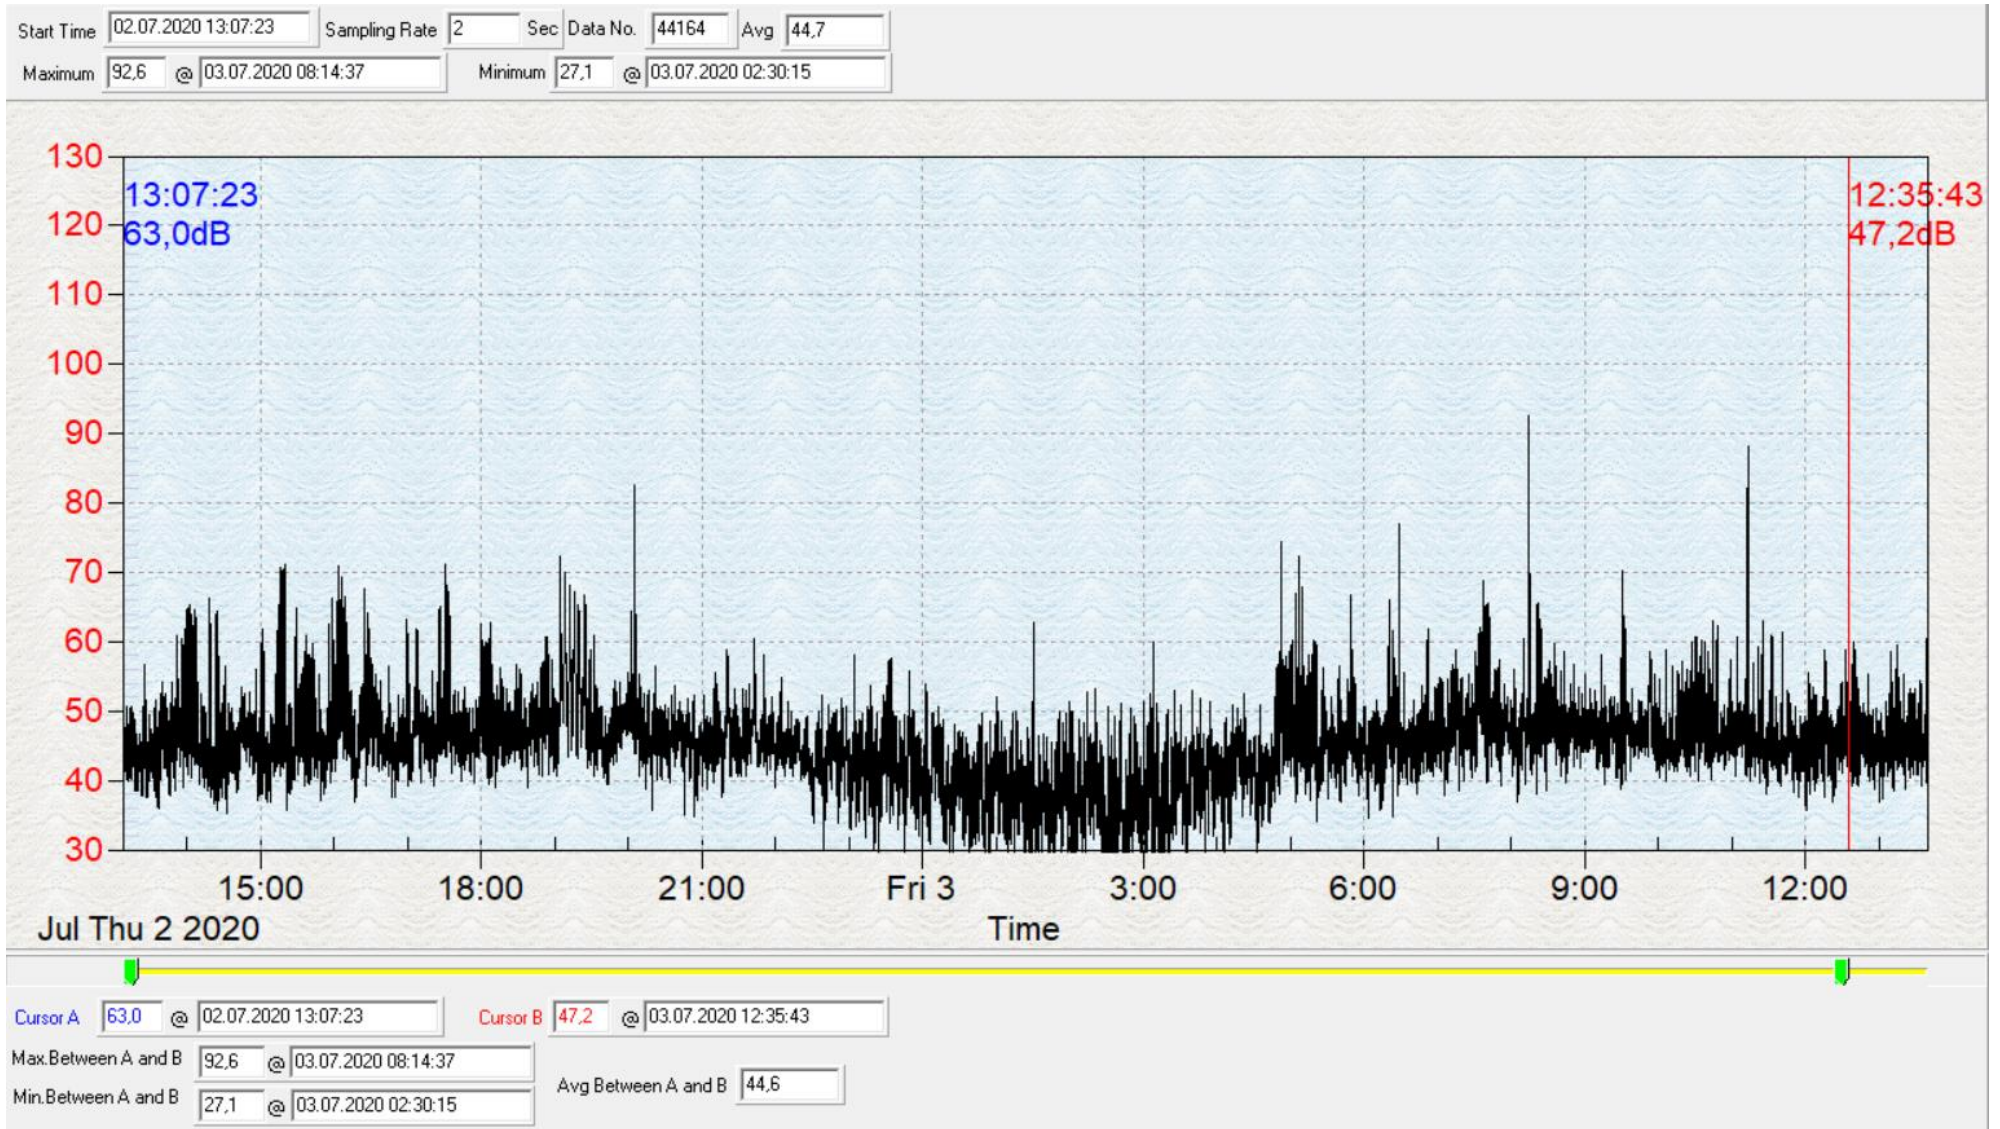 Start Time 02.07.2020 13:07:23 Sampling Rate 2 Sec Data No. 44164 Avg 44,7
Maximum 92,6 @ 03.07.2020 08:14:37 Minimum 27,1 @ 03.07.2020 02:30:15
130
13:07:23 12:35:43
120
63,0dB 47,2dB
110
100
90
80
70
60
50
40
30
15:00 18:00 21:00 Fri 3 3:00 6:00 9:00 12:00
Jul Thu 2 2020 Time
Cursor A 63,0 @ 02.07.2020 13:07:23 Cursor B 47,2 @ 03.07.2020 12:35:43
Max.Between A and B 92,6 @ 03.07.2020 08:14:37
Avg Between A and B 44,6
Min.Between A and B 27,1 @ 03.07.2020 02:30:15